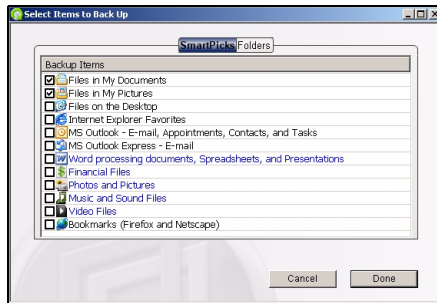 Select Items to Back Up
SmartPicks Folders
Backup Items
Files in My Documents
Files in My Pictures
Files on the Desktop
Internet Explorer Favorites
MS Outlook - E-mail, Appointments, Contacts, and Tasks
MS Outlook Express - E-mail
Word processing documents, Spreadsheets, and Presentations
Financial Files
Photos and Pictures
Music and Sound Files
Video Files
Bookmarks (Firefox and Netscape)
Cancel Done